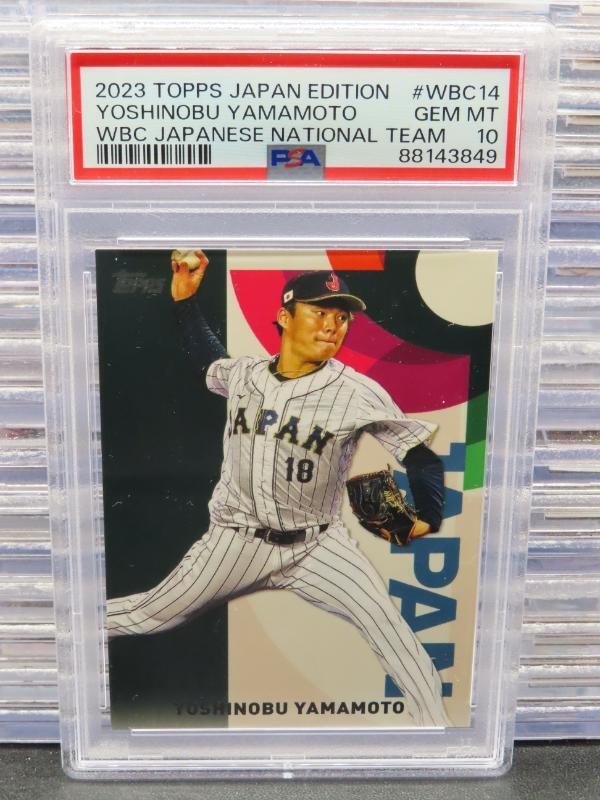 2023 TOPPS JAPAN EDITION #WBC14
YOSHINOBU YAMAMOTO GEM MT
WBC JAPANESE NATIONAL TEAM 10
PSA 88143849
Topps
J
JAPAN
18
JAPAN
YOSHINOBU YAMAMOTO